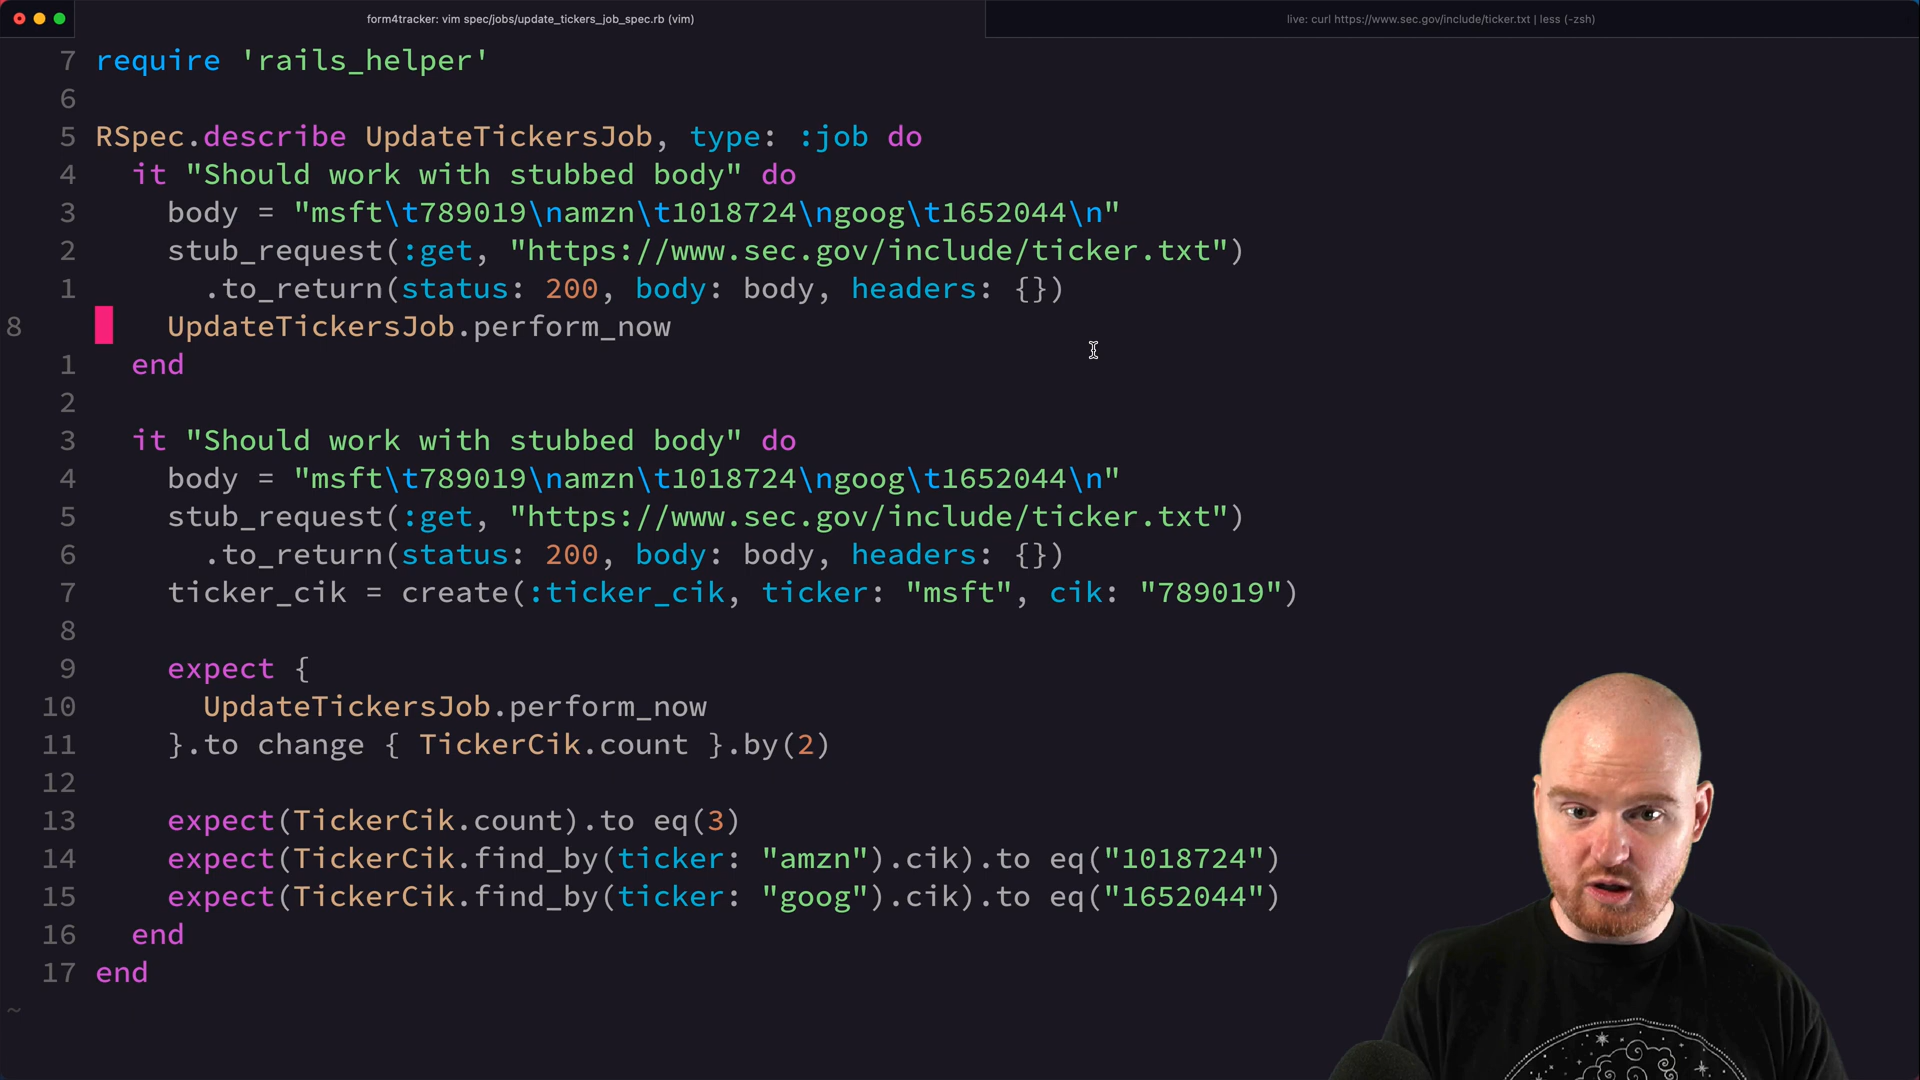 form4tracker: vim spec/jobs/update_tickers_job_spec.rb (vim)
live: curl https://www.sec.gov/include/ticker.txt | less (-zsh)
7 require 'rails_helper'
6
5 RSpec.describe UpdateTickersJob, type: :job do
4   it "Should work with stubbed body" do
3     body = "msft\t789019\namzn\t1018724\ngoog\t1652044\n"
2     stub_request(:get, "https://www.sec.gov/include/ticker.txt")
1       .to_return(status: 200, body: body, headers: {})
8     UpdateTickersJob.perform_now
1   end
2
3   it "Should work with stubbed body" do
4     body = "msft\t789019\namzn\t1018724\ngoog\t1652044\n"
5     stub_request(:get, "https://www.sec.gov/include/ticker.txt")
6       .to_return(status: 200, body: body, headers: {})
7     ticker_cik = create(:ticker_cik, ticker: "msft", cik: "789019")
8
9     expect {
10       UpdateTickersJob.perform_now
11     }.to change { TickerCik.count }.by(2)
12
13     expect(TickerCik.count).to eq(3)
14     expect(TickerCik.find_by(ticker: "amzn").cik).to eq("1018724")
15     expect(TickerCik.find_by(ticker: "goog").cik).to eq("1652044")
16   end
17 end
~